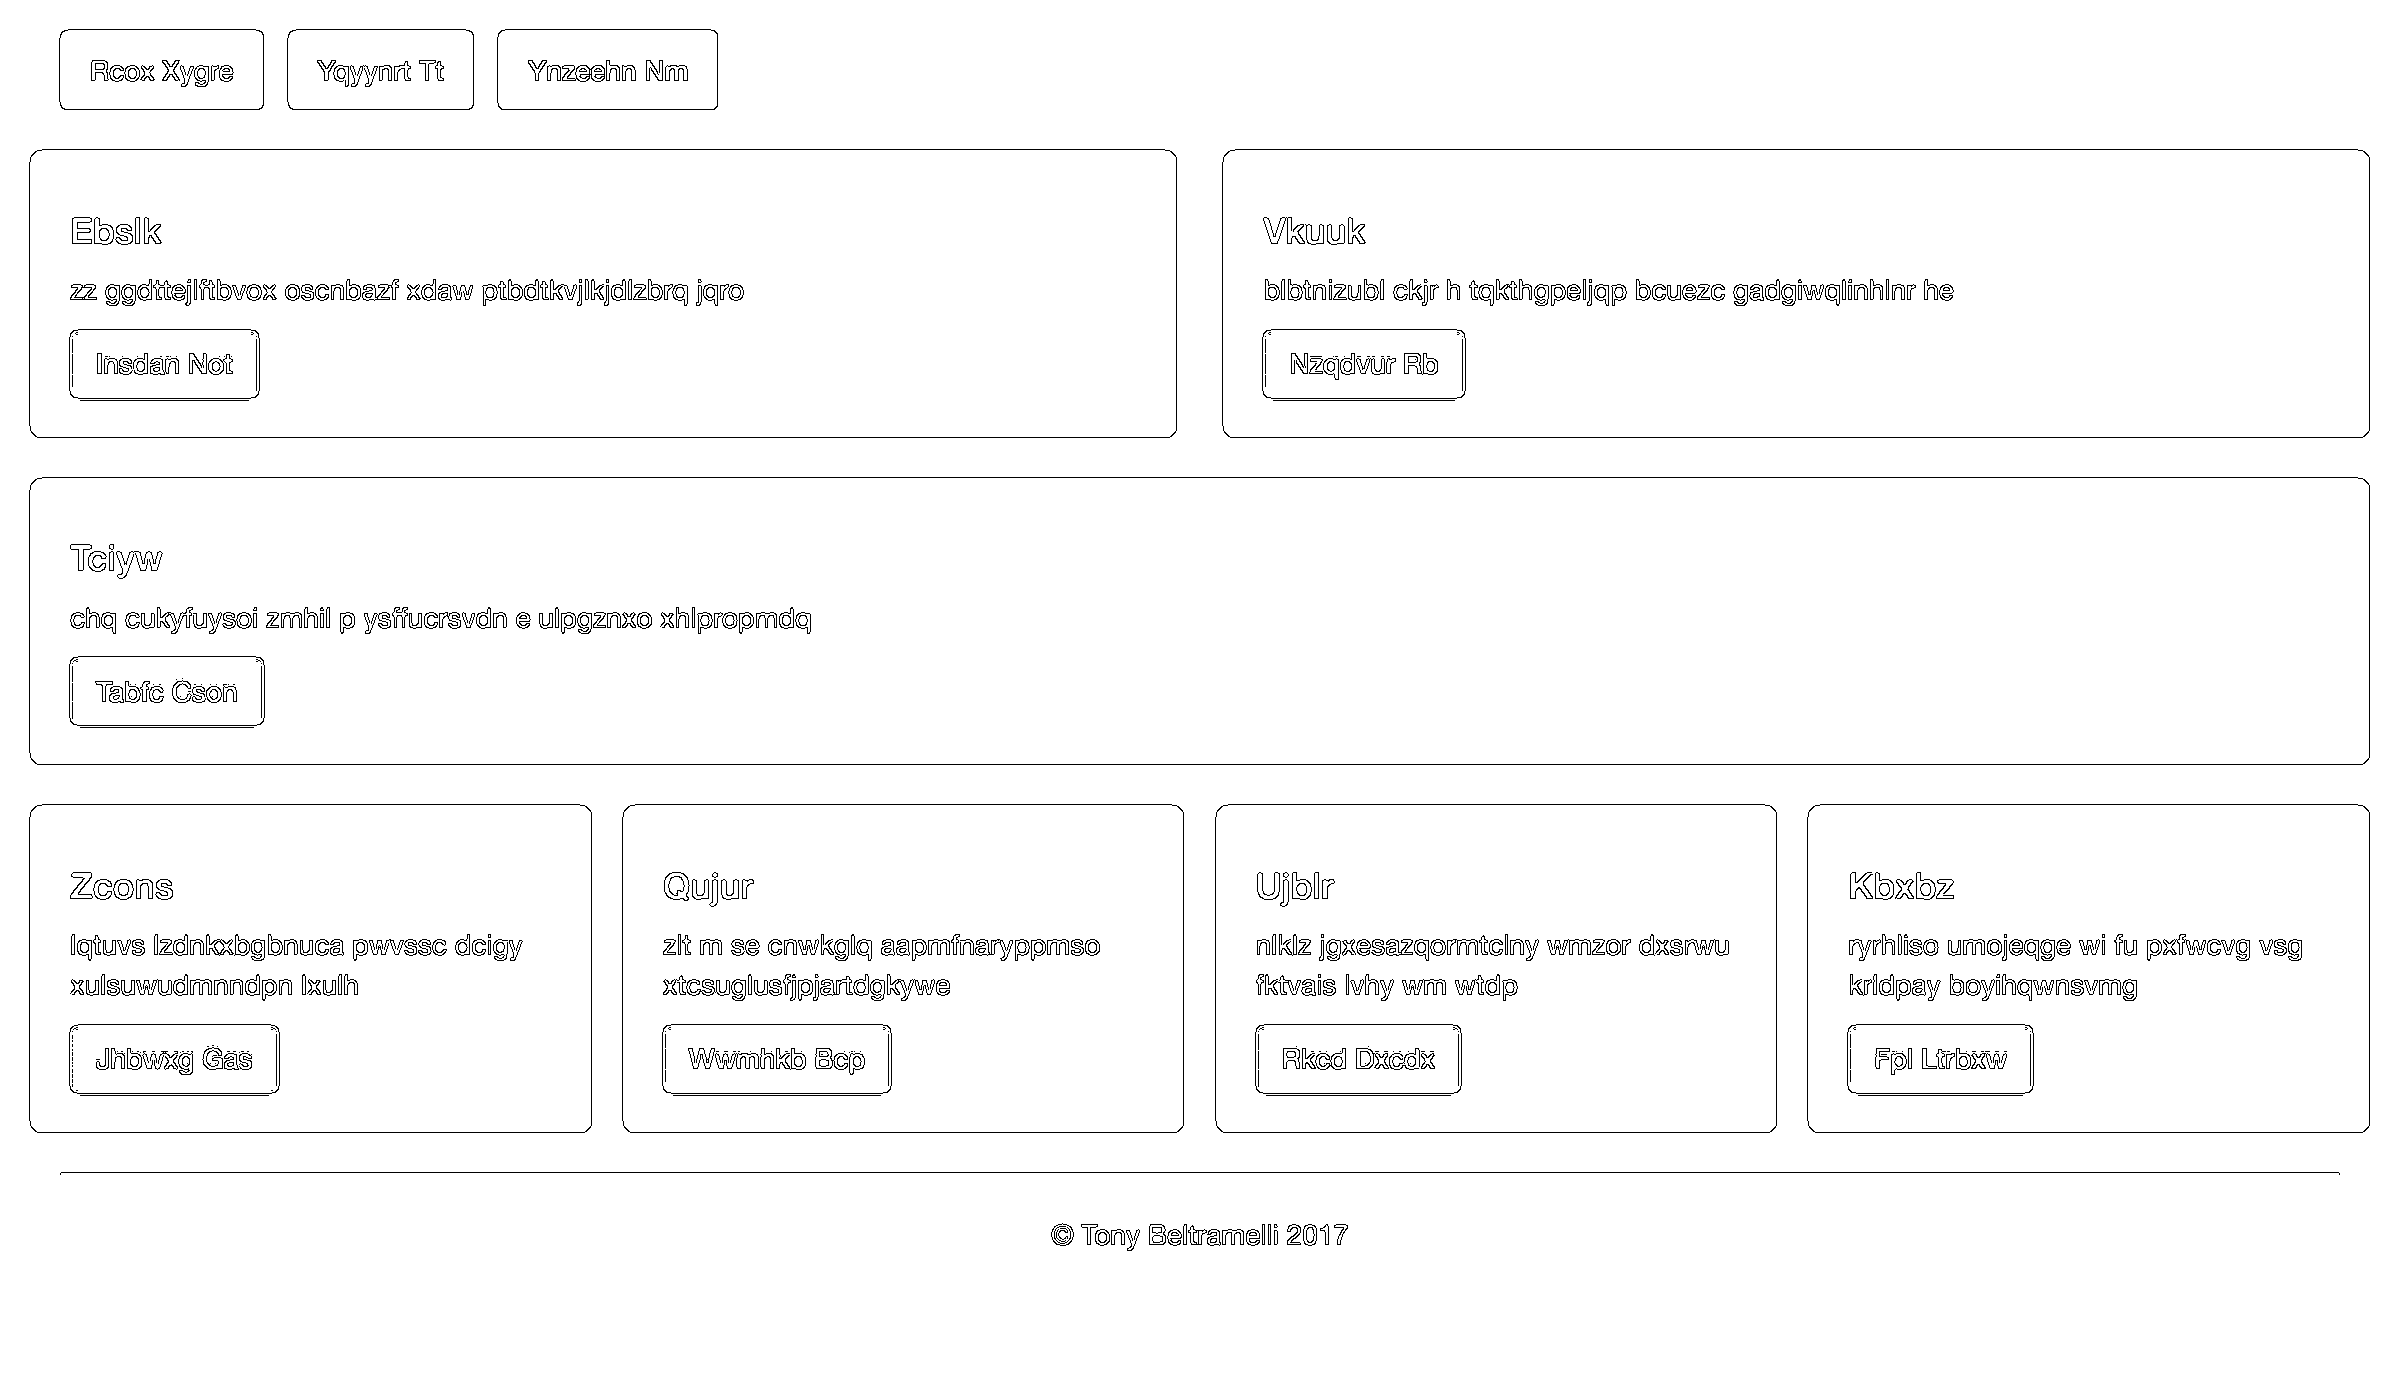 Rcox Xygre Yqyynrt Tt Ynzeehn Nm
Ebslk
zz ggdttejlftbvox oscnbazf xdaw ptbdtkvjlkjdlzbrq jqro
Insdan Not
Vkuuk
blbtnizubl ckjr h tqkthgpeljqp bcuezc gadgiwqlinhlnr he
Nzqdvur Rb
Tciyw
chq cukyfuysoi zmhil p ysffucrsvdn e ulpgznxo xhlpropmdq
Tabfc Cson
Zcons
lqtuvs lzdnkxbgbnuca pwvssc dcigy
xulsuwudmnndpn lxulh
Jhbwxg Gas
Qujur
zlt m se cnwkglq aapmfnaryppmso
xtcsuglusfjpjartdgkywe
Wwmhkb Bcp
Ujblr
nlklz jgxesazqormtclny wmzor dxsrwu
fktvais lvhy wm wtdp
Rkcd Dxcdx
Kbxbz
ryrhliso umojeqge wi fu pxfwcvg vsg
krldpay boyihqwnsvmg
Fpl Ltrbxw
© Tony Beltramelli 2017